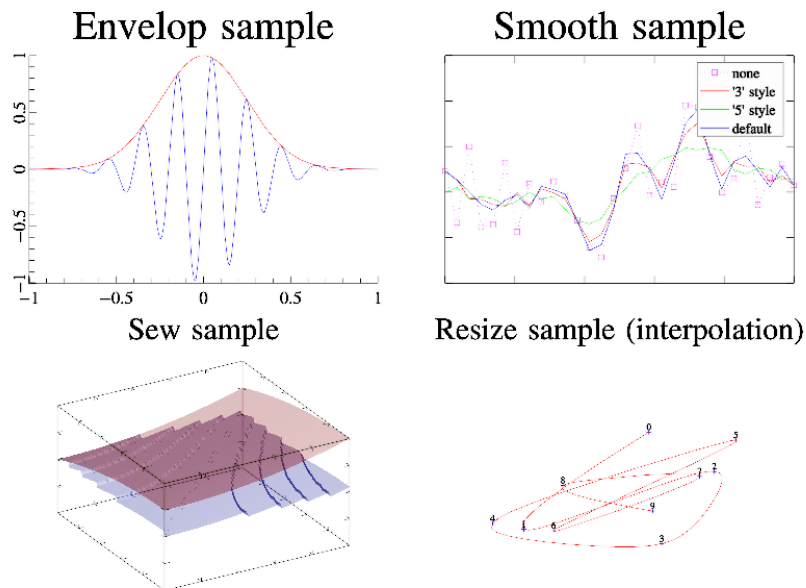 Envelop sample
Smooth sample
1
0.5
0
−0.5
−1
−1 −0.5 0 0.5 1
none
'3' style
'5' style
default
Sew sample
Resize sample (interpolation)
0
5
2
7
8
9
4
1
6
3